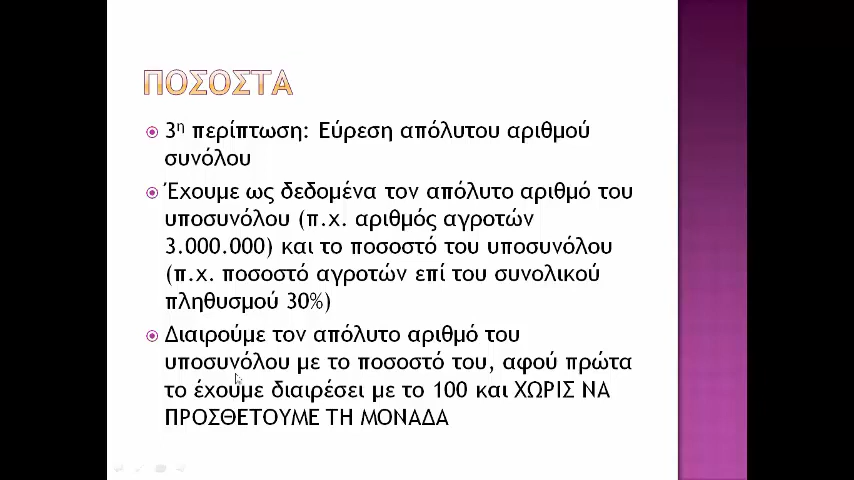 ΠΟΣΟΣΤΑ
3η περίπτωση: Εύρεση απόλυτου αριθμού
συνόλου
Έχουμε ως δεδομένα τον απόλυτο αριθμό του
υποσυνόλου (π.χ. αριθμός αγροτών
3.000.000) και το ποσοστό του υποσυνόλου
(π.χ. ποσοστό αγροτών επί του συνολικού
πληθυσμού 30%)
Διαιρούμε τον απόλυτο αριθμό του
υποσυνόλου με το ποσοστό του, αφού πρώτα
το έχουμε διαιρέσει με το 100 και ΧΩΡΙΣ ΝΑ
ΠΡΟΣΘΕΤΟΥΜΕ ΤΗ ΜΟΝΑΔΑ